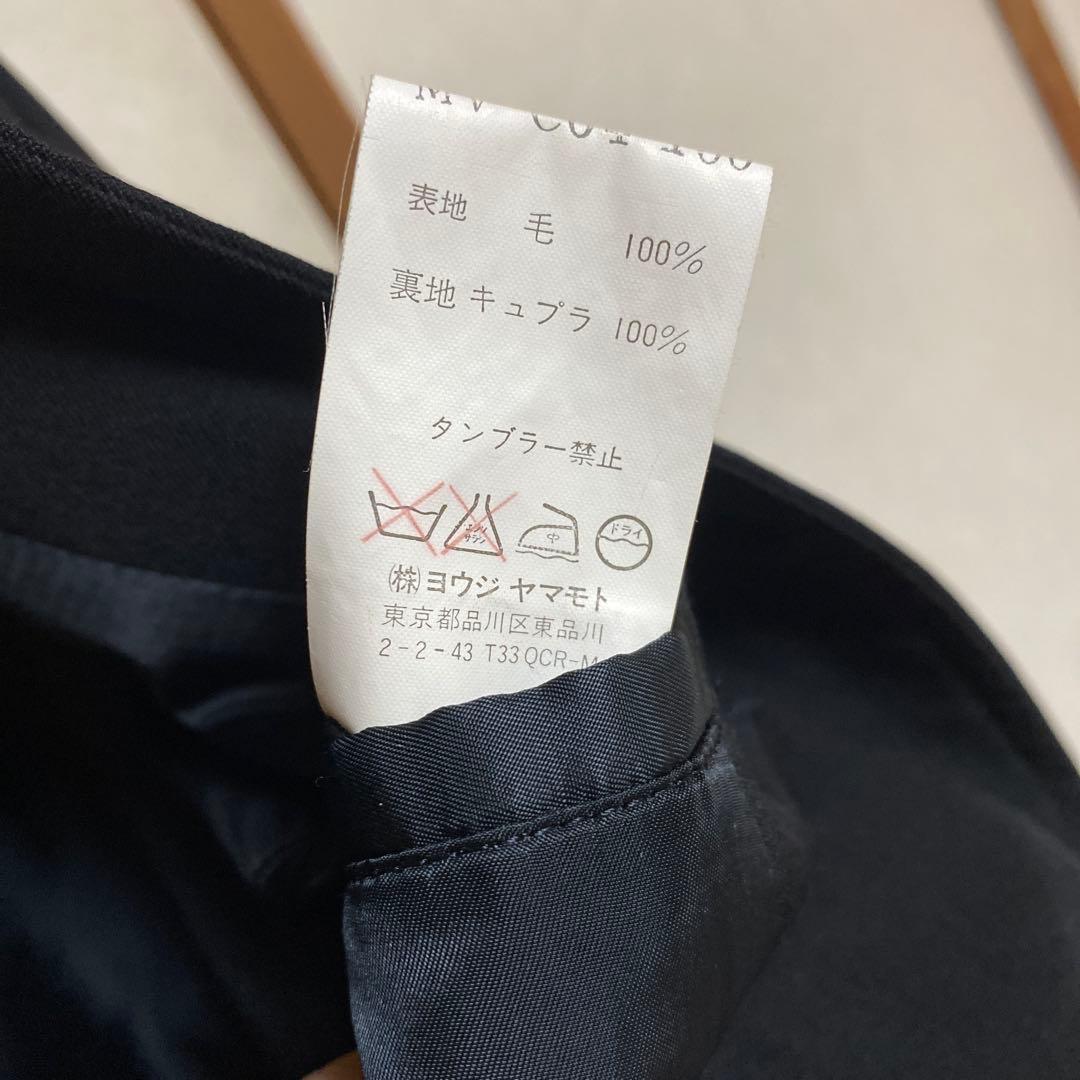 表地 毛 100%
裏地 キュプラ 100%
タンブラー禁止
エンソ サラシ 中 ドライ
(株)ヨウジ ヤマモト
東京都品川区東品川
2-2-43 T33 QCR-M